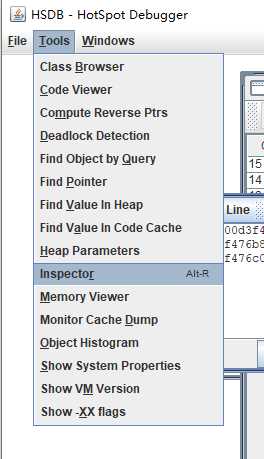 HSDB - HotSpot Debugger
File Tools Windows
Class Browser
Code Viewer
Compute Reverse Ptrs
Deadlock Detection
Find Object by Query
Find Pointer
Find Value In Heap
Find Value In Code Cache
Heap Parameters
Inspector Alt-R
Memory Viewer
Monitor Cache Dump
Object Histogram
Show System Properties
Show VM Version
Show -XX flags
15
14
Line
00d3f4
f476b8
f476c0